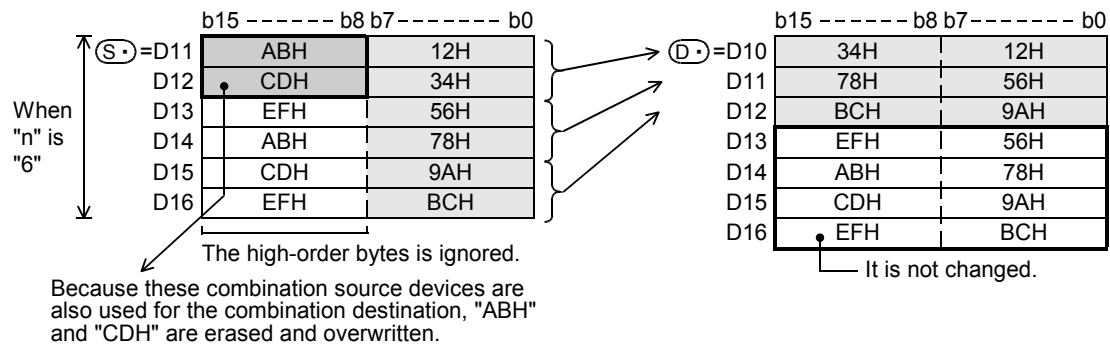 b15 ------ b8 b7------- b0
b15 ------ b8 b7------- b0
S· =D11 ABH 12H
D12 CDH 34H
D13 EFH 56H
D14 ABH 78H
D15 CDH 9AH
D16 EFH BCH
When
"n" is
"6"
D· =D10 34H 12H
D11 78H 56H
D12 BCH 9AH
D13 EFH 56H
D14 ABH 78H
D15 CDH 9AH
D16 EFH BCH
The high-order bytes is ignored.
It is not changed.
Because these combination source devices are
also used for the combination destination, "ABH"
and "CDH" are erased and overwritten.